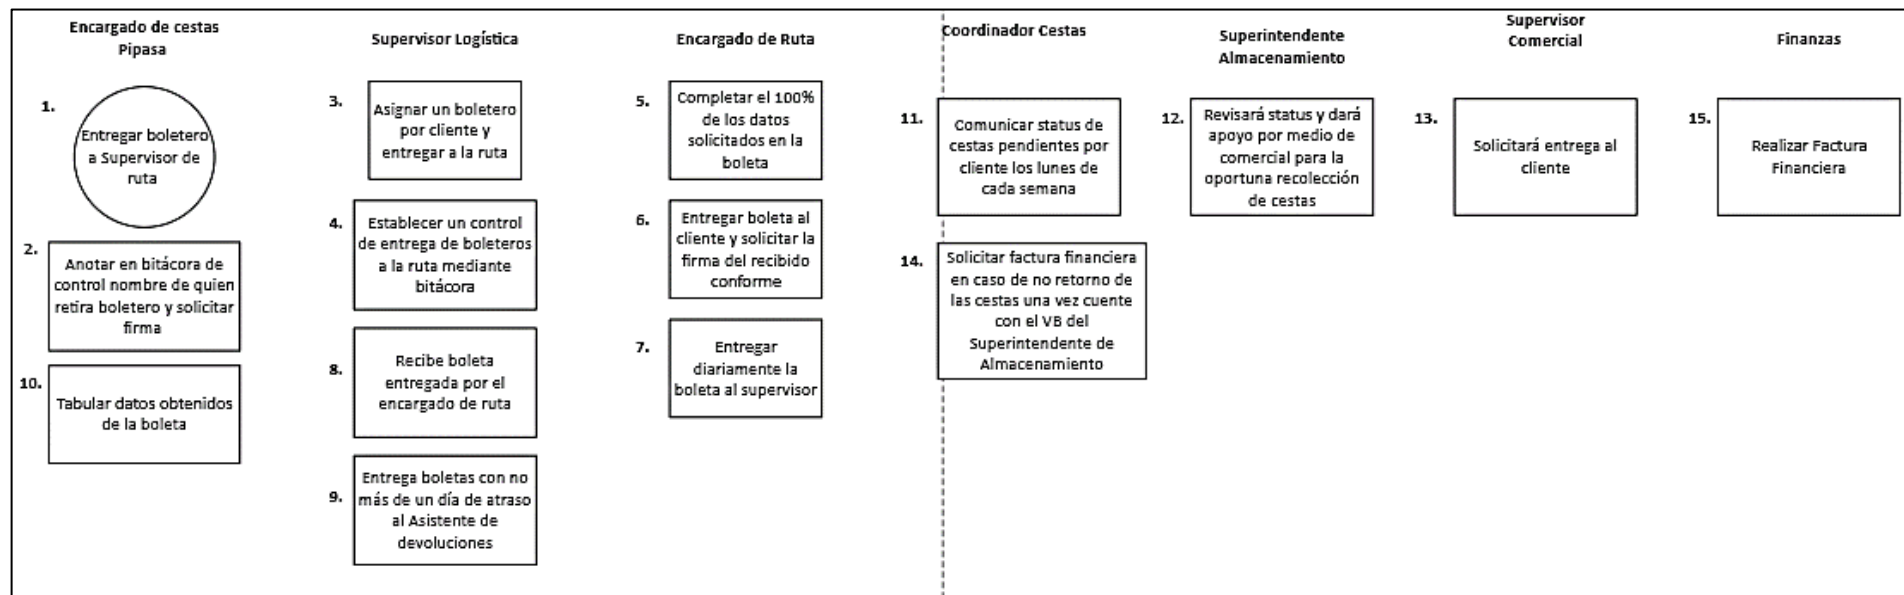 Encargado de cestas
Pipasa
1.
Entregar boletero
a Supervisor de
ruta
2.
Anotar en bitácora de
control nombre de quien
retira boletero y solicitar
firma
10.
Tabular datos obtenidos
de la boleta
Supervisor Logística
3.
Asignar un boletero
por cliente y
entregar a la ruta
4.
Establecer un control
de entrega de boleteros
a la ruta mediante
bitácora
8.
Recibe boleta
entregada por el
encargado de ruta
9.
Entrega boletas con no
más de un día de atraso
al Asistente de
devoluciones
Encargado de Ruta
5.
Completar el 100%
de los datos
solicitados en la
boleta
6.
Entregar boleta al
cliente y solicitar la
firma del recibido
conforme
7.
Entregar
diariamente la
boleta al supervisor
Coordinador Cestas
11.
Comunicar status de
cestas pendientes por
cliente los lunes de
cada semana
14.
Solicitar factura financiera
en caso de no retorno de
las cestas una vez cuente
con el VB del
Superintendente de
Almacenamiento
Superintendente
Almacenamiento
12.
Revisará status y dará
apoyo por medio de
comercial para la
oportuna recolección
de cestas
Supervisor
Comercial
13.
Solicitará entrega al
cliente
Finanzas
15.
Realizar Factura
Financiera